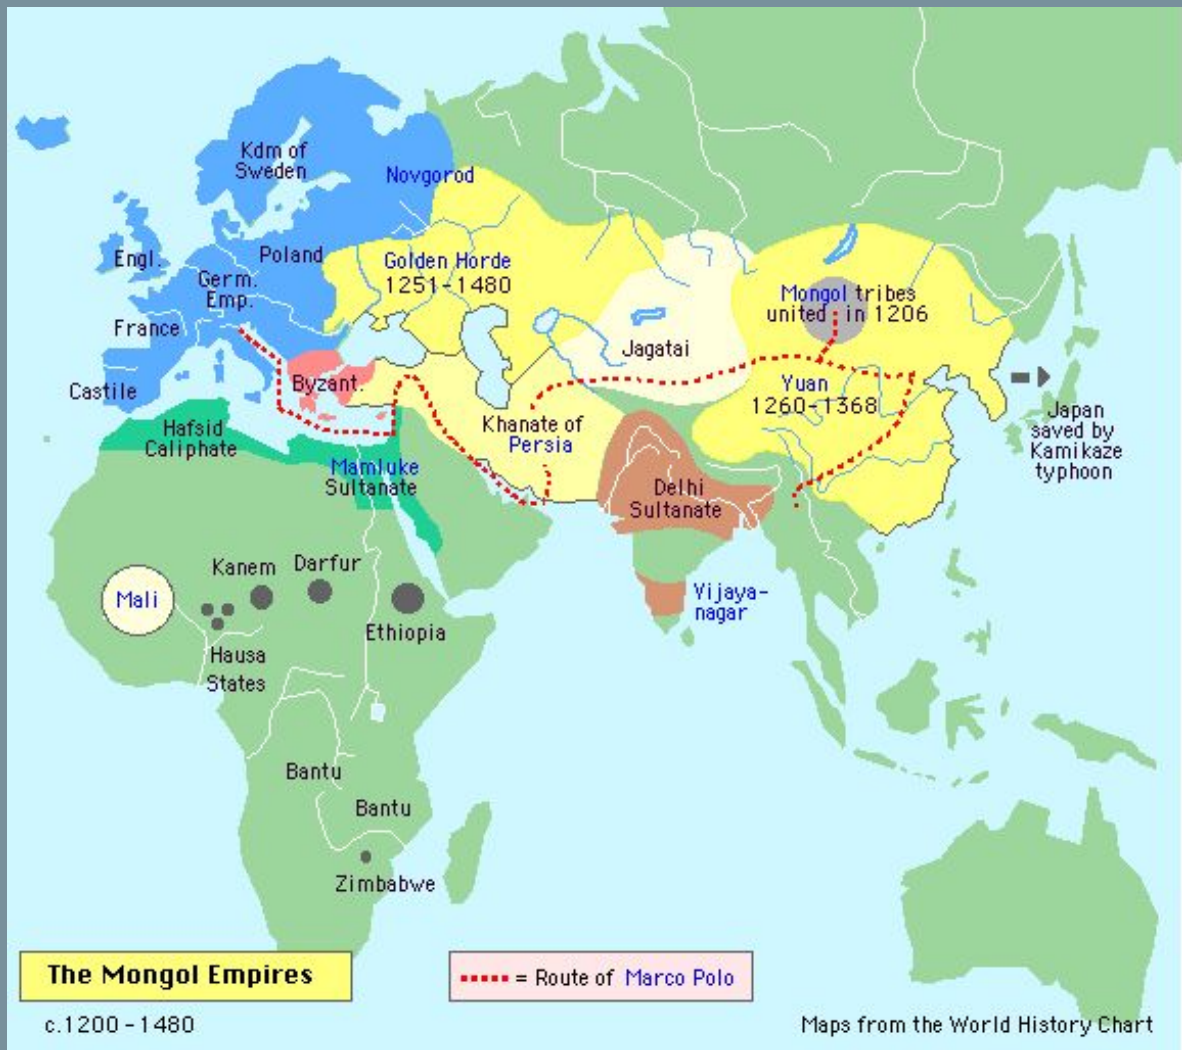 Kdm of
Sweden
Novgorod
Engl.
Poland
Germ.
Emp.
Golden Horde
1251-1480
Mongol tribes
united in 1206
France
Jagatai
Castile
Byzant.
Yuan
1260-1368
Hafsid
Caliphate
Khanate of
Persia
Japan
saved by
Kamikaze
typhoon
Mamluke
Sultanate
Delhi
Sultanate
Kanem
Darfur
Mali
Vijaya-
nagar
Ethiopia
Hausa
States
Bantu
Bantu
Zimbabwe
The Mongol Empires
= Route of Marco Polo
c.1200-1480
Maps from the World History Chart